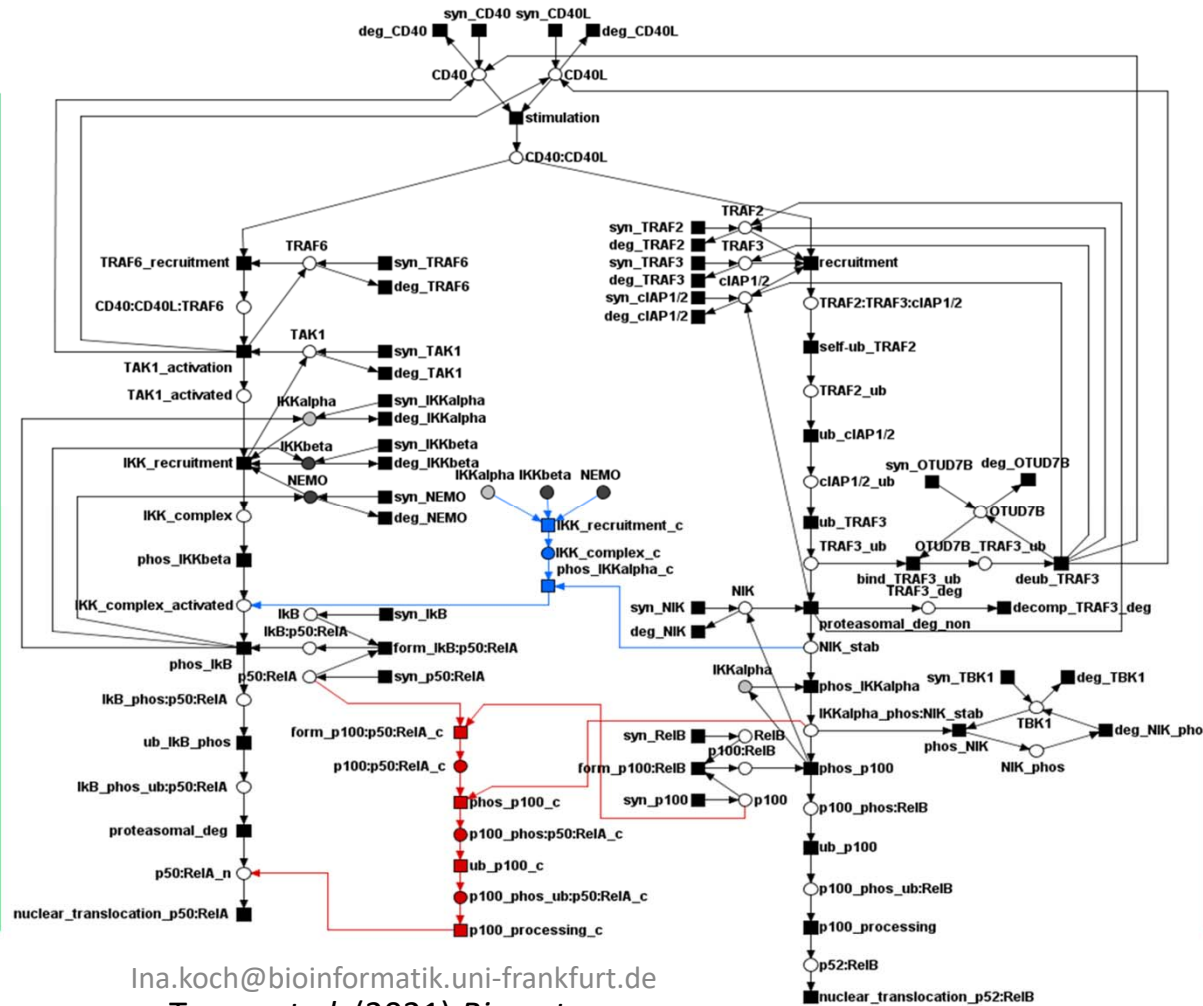 syn_CD40 syn_CD40L
deg_CD40 deg_CD40L
CD40 CD40L
stimulation
CD40:CD40L
TRAF6_recruitment
TRAF6
syn_TRAF6
deg_TRAF6
CD40:CD40L:TRAF6
TAK1
syn_TAK1
TAK1_activation
deg_TAK1
TAK1_activated
IKKalpha
syn_IKKalpha
deg_IKKalpha
IKKbeta
syn_IKKbeta
IKK_recruitment
deg_IKKbeta
NEMO
syn_NEMO
deg_NEMO
IKK_complex
phos_IKKbeta
IKK_complex_activated
IkB
syn_IkB
IkB:p50:RelA
form_IkB:p50:RelA
phos_IkB
p50:RelA
syn_p50:RelA
IkB_phos:p50:RelA
ub_IkB_phos
IkB_phos_ub:p50:RelA
proteasomal_deg
p50:RelA_n
nuclear_translocation_p50:RelA
IKKalpha IKKbeta NEMO
IKK_recruitment_c
IKK_complex_c
phos_IKKalpha_c
form_p100:p50:RelA_c
p100:p50:RelA_c
phos_p100_c
p100_phos:p50:RelA_c
ub_p100_c
p100_phos_ub:p50:RelA_c
p100_processing_c
TRAF2
syn_TRAF2
deg_TRAF2
TRAF3
syn_TRAF3
recruitment
deg_TRAF3
cIAP1/2
syn_cIAP1/2
deg_cIAP1/2
TRAF2:TRAF3:cIAP1/2
self-ub_TRAF2
TRAF2_ub
ub_cIAP1/2
syn_OTUD7B deg_OTUD7B
cIAP1/2_ub
OTUD7B
ub_TRAF3
TRAF3_ub OTUD7B_TRAF3_ub
bind_TRAF3_ub deub_TRAF3
NIK
TRAF3_deg
syn_NIK
decomp_TRAF3_deg
proteasomal_deg_non
deg_NIK
NIK_stab
IKKalpha
phos_IKKalpha
syn_TBK1 deg_TBK1
IKKalpha_phos:NIK_stab
TBK1
phos_NIK
deg_NIK_pho
NIK_phos
syn_RelB RelB
p100:RelB
form_p100:RelB
phos_p100
syn_p100 p100
p100_phos:RelB
ub_p100
p100_phos_ub:RelB
p100_processing
p52:RelB
nuclear_translocation_p52:RelB
Ina.koch@bioinformatik.uni-frankfurt.de